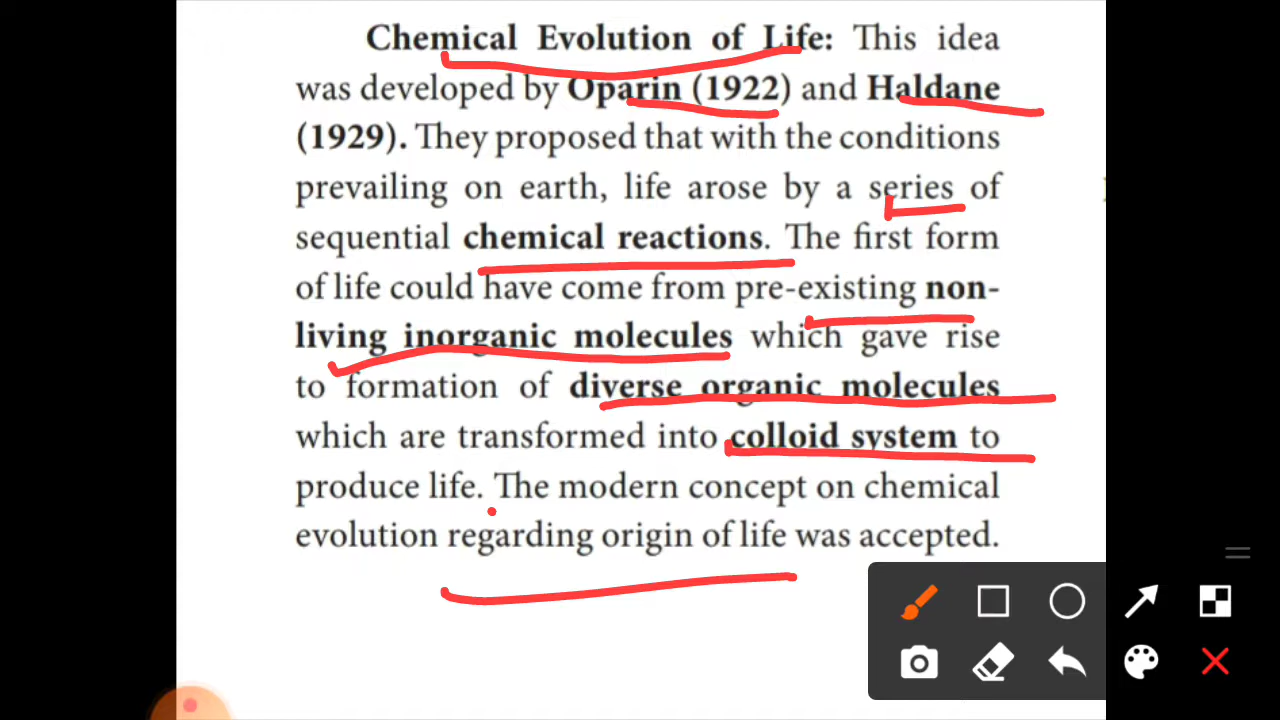 Chemical Evolution of Life: This idea
was developed by Oparin (1922) and Haldane
(1929). They proposed that with the conditions
prevailing on earth, life arose by a series of
sequential chemical reactions. The first form
of life could have come from pre-existing non-
living inorganic molecules which gave rise
to formation of diverse organic molecules
which are transformed into colloid system to
produce life. The modern concept on chemical
evolution regarding origin of life was accepted.